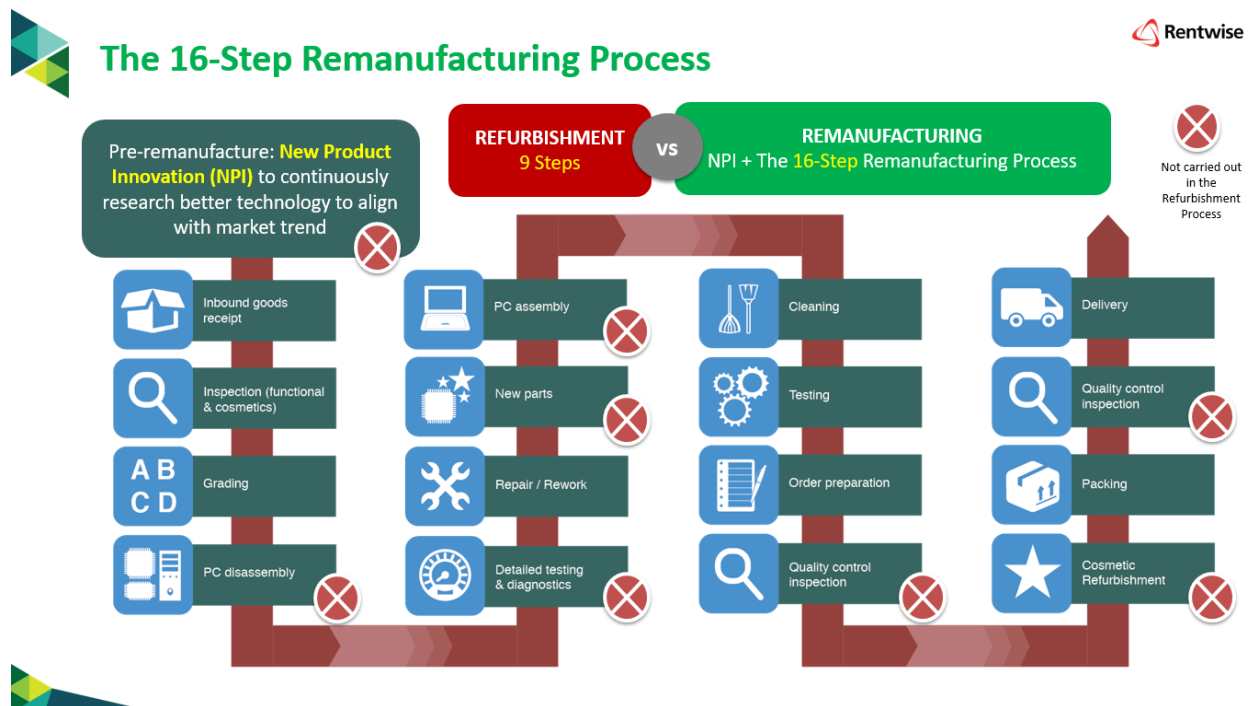 Rentwise
The 16-Step Remanufacturing Process
Pre-remanufacture: New Product
Innovation (NPI) to continuously
research better technology to align
with market trend
REFURBISHMENT
9 Steps
vs
REMANUFACTURING
NPI + The 16-Step Remanufacturing Process
Not carried out
in the
Refurbishment
Process
Inbound goods
receipt
Inspection (functional
& cosmetics)
A B
C D
Grading
PC disassembly
PC assembly
New parts
Repair / Rework
Detailed testing
& diagnostics
Cleaning
Testing
Order preparation
Quality control
inspection
Delivery
Quality control
inspection
Packing
Cosmetic
Refurbishment